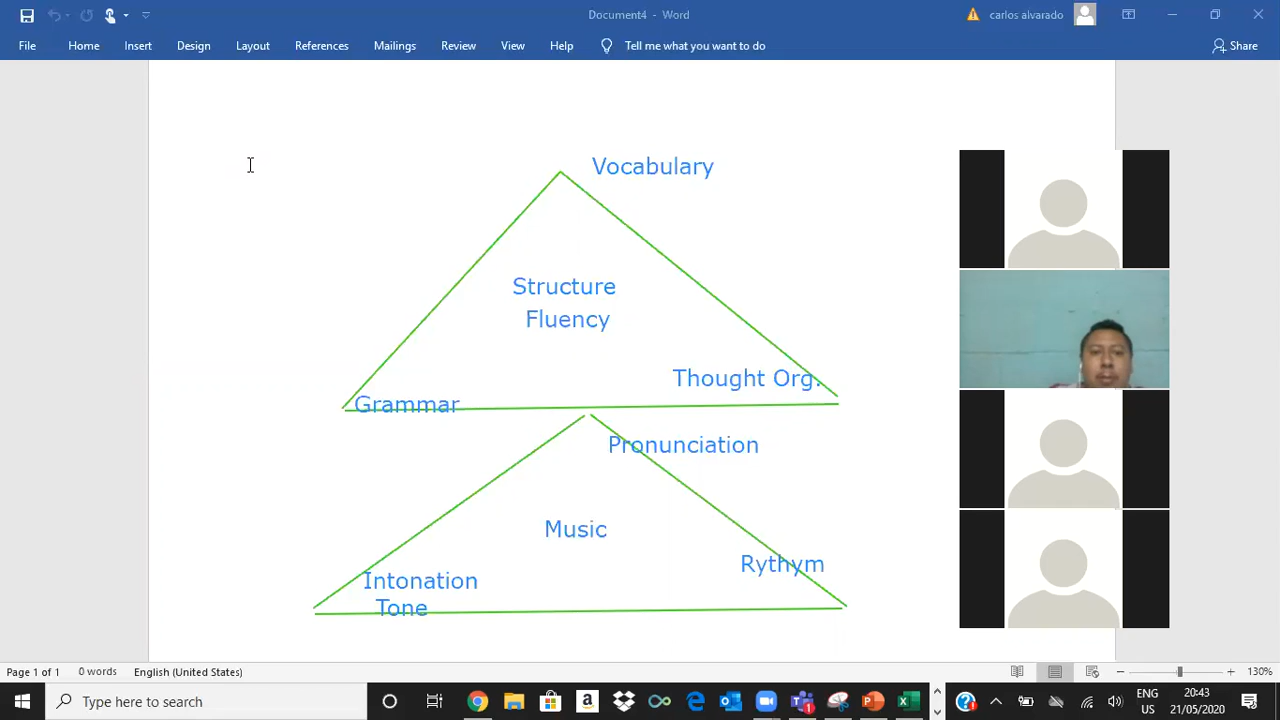 Document4 - Word
carlos alvarado
File Home Insert Design Layout References Mailings Review View Help Tell me what you want to do Share
Vocabulary
Structure
Fluency
Thought Org.
Grammar
Pronunciation
Music
Rythym
Intonation
Tone
Page 1 of 1 0 words English (United States) 130%
Type here to search
ENG
US
20:43
21/05/2020